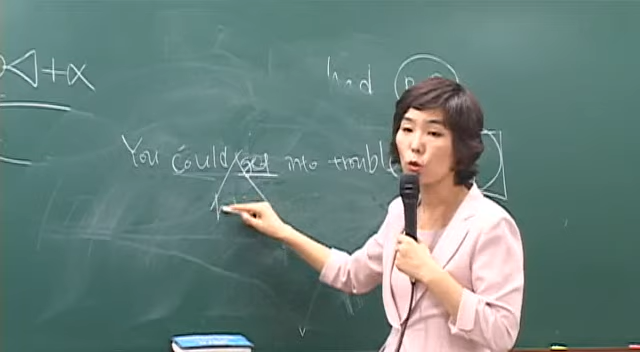 +α
had
You could get into trouble